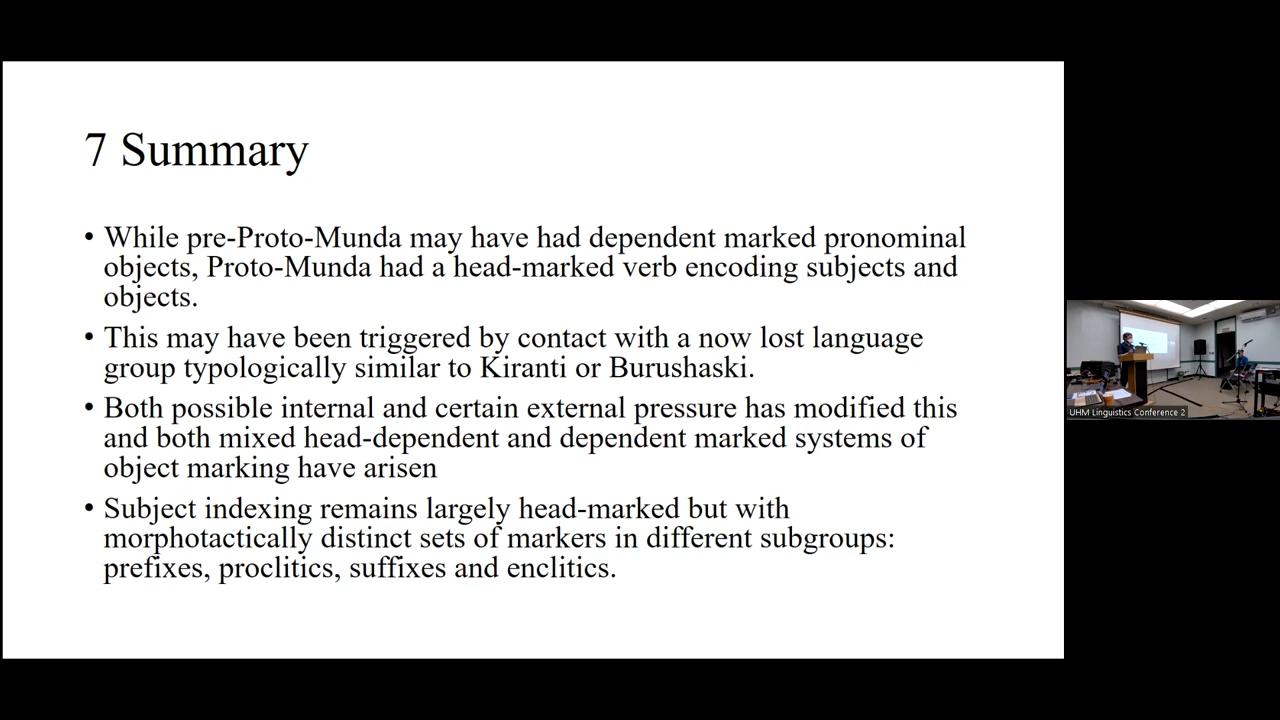 7 Summary
• While pre-Proto-Munda may have had dependent marked pronominal
objects, Proto-Munda had a head-marked verb encoding subjects and
objects.
• This may have been triggered by contact with a now lost language
group typologically similar to Kiranti or Burushaski.
• Both possible internal and certain external pressure has modified this
and both mixed head-dependent and dependent marked systems of
object marking have arisen
• Subject indexing remains largely head-marked but with
morphotactically distinct sets of markers in different subgroups:
prefixes, proclitics, suffixes and enclitics.
UHM Linguistics Conference 2